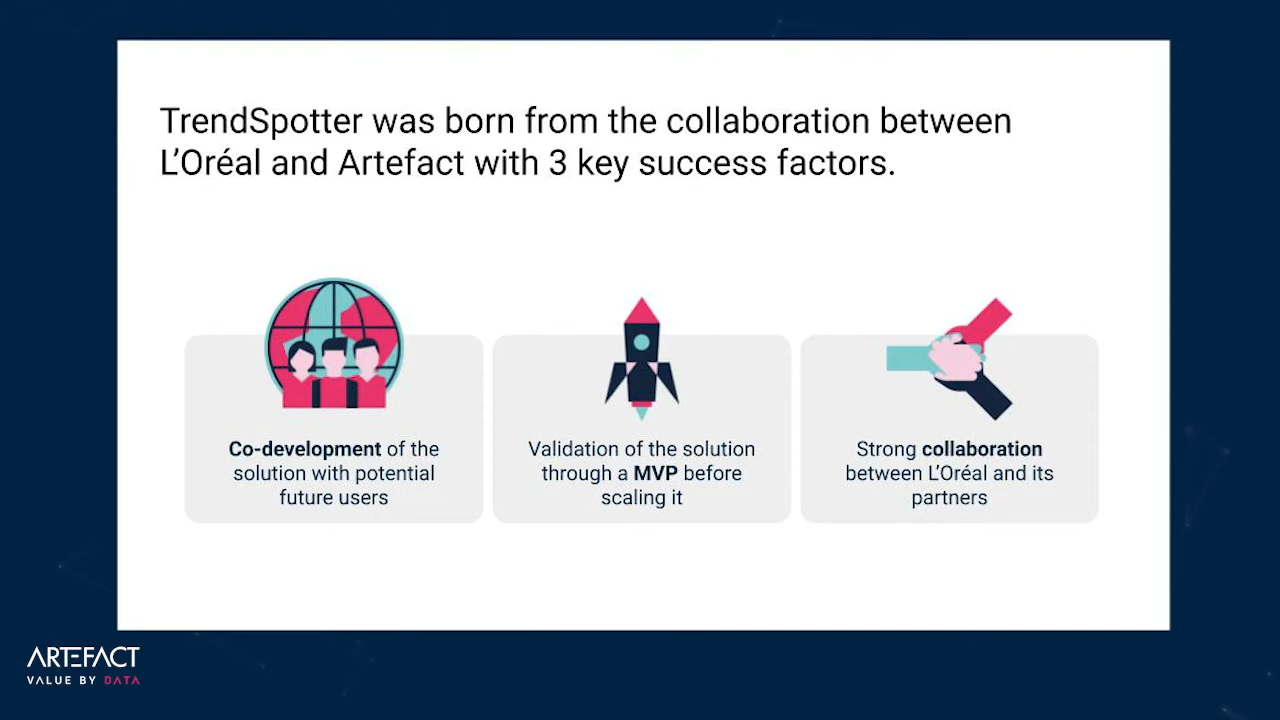 TrendSpotter was born from the collaboration between
L’Oréal and Artefact with 3 key success factors.
Co-development of the
solution with potential
future users
Validation of the solution
through a MVP before
scaling it
Strong collaboration
between L’Oréal and its
partners
ARTEFACT
VALUE BY DATA